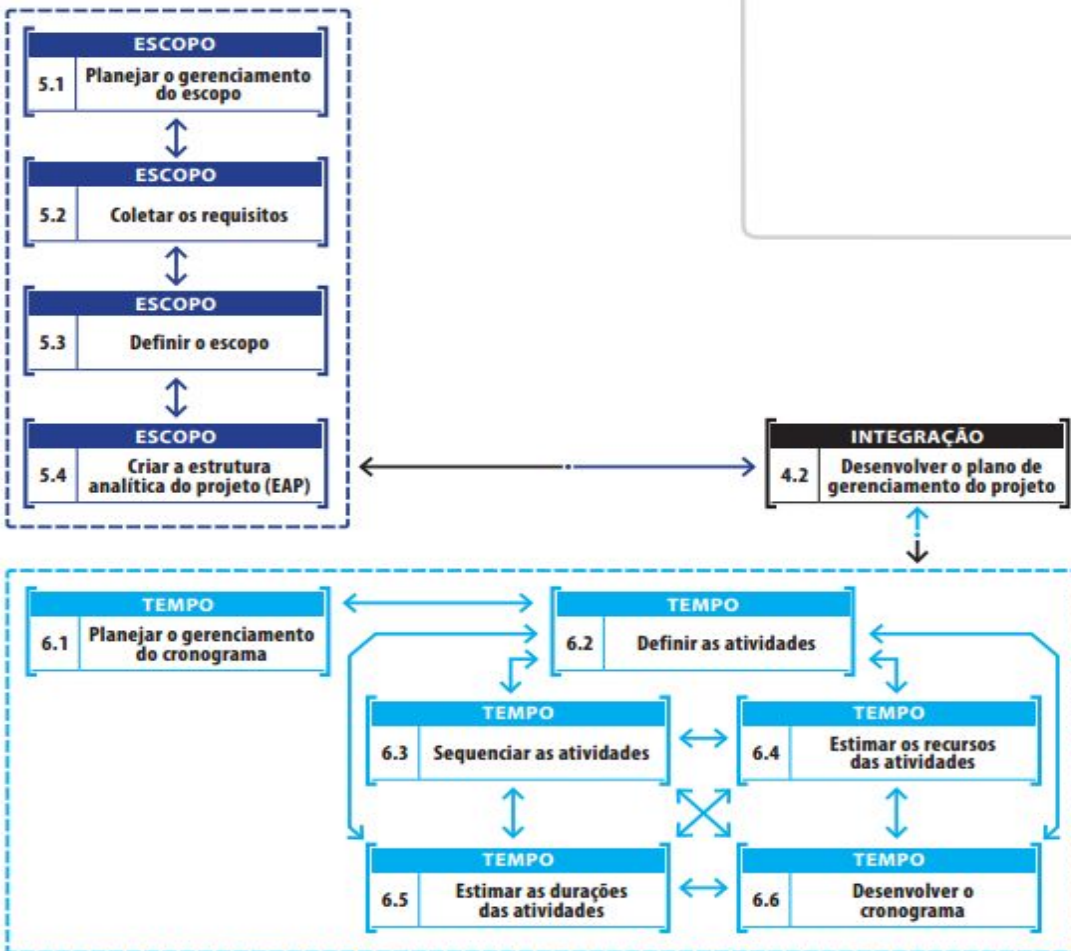 ESCOPO
5.1
Planejar o gerenciamento
do escopo
ESCOPO
5.2
Coletar os requisitos
ESCOPO
5.3
Definir o escopo
ESCOPO
5.4
Criar a estrutura
analítica do projeto (EAP)
INTEGRAÇÃO
4.2
Desenvolver o plano de
gerenciamento do projeto
TEMPO
6.1
Planejar o gerenciamento
do cronograma
TEMPO
6.2
Definir as atividades
TEMPO
6.3
Sequenciar as atividades
TEMPO
6.4
Estimar os recursos
das atividades
TEMPO
6.5
Estimar as durações
das atividades
TEMPO
6.6
Desenvolver o
cronograma